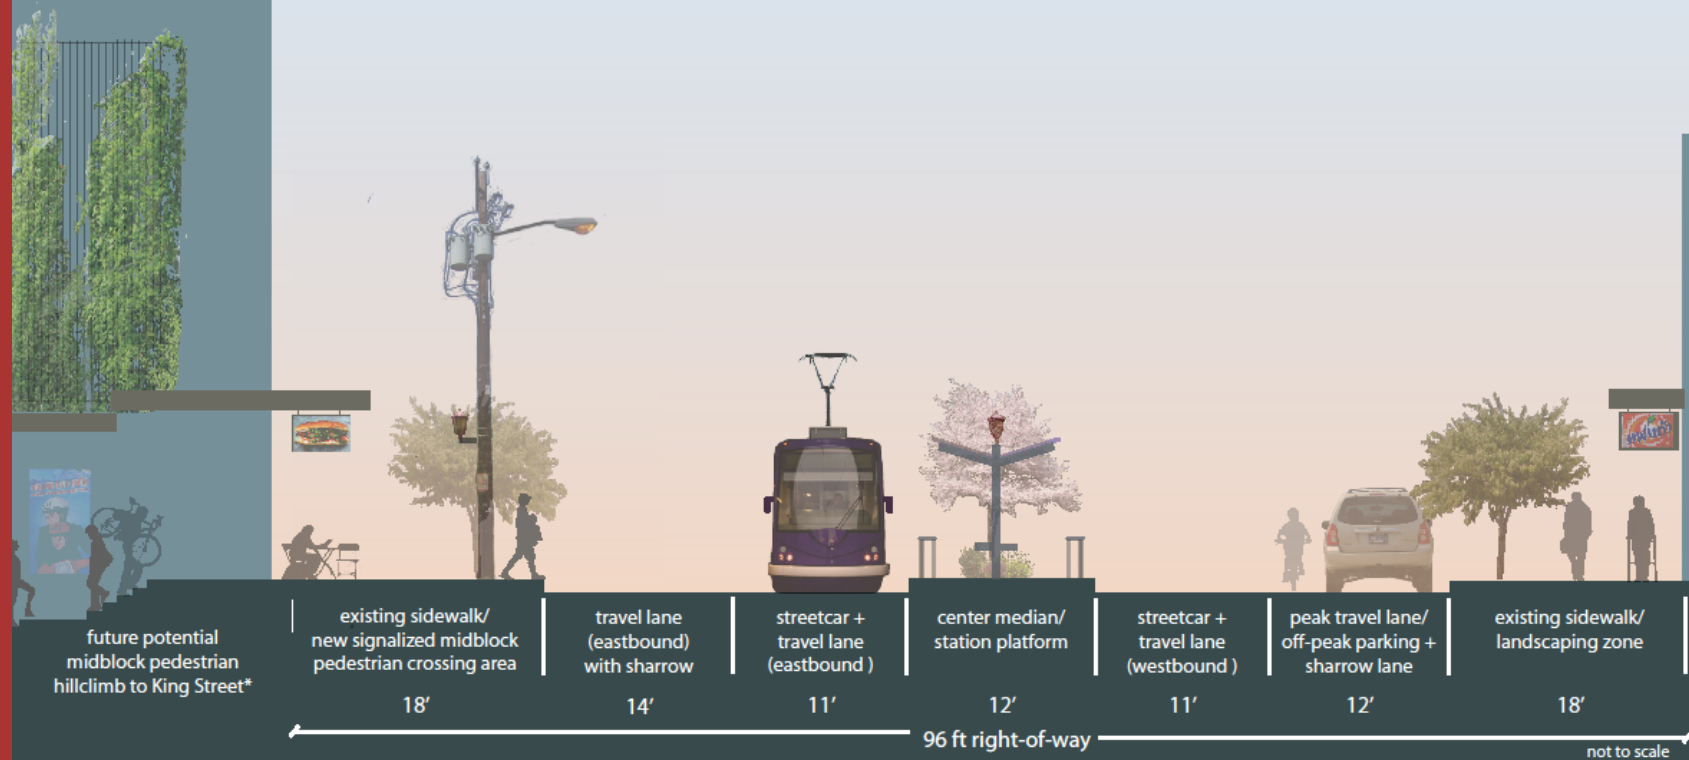 future potential
midblock pedestrian
hillclimb to King Street*
existing sidewalk/
new signalized midblock
pedestrian crossing area
18'
travel lane
(eastbound)
with sharrow
14'
streetcar +
travel lane
(eastbound )
11'
center median/
station platform
12'
streetcar +
travel lane
(westbound )
11'
peak travel lane/
off-peak parking +
sharrow lane
12'
existing sidewalk/
landscaping zone
18'
96 ft right-of-way
not to scale